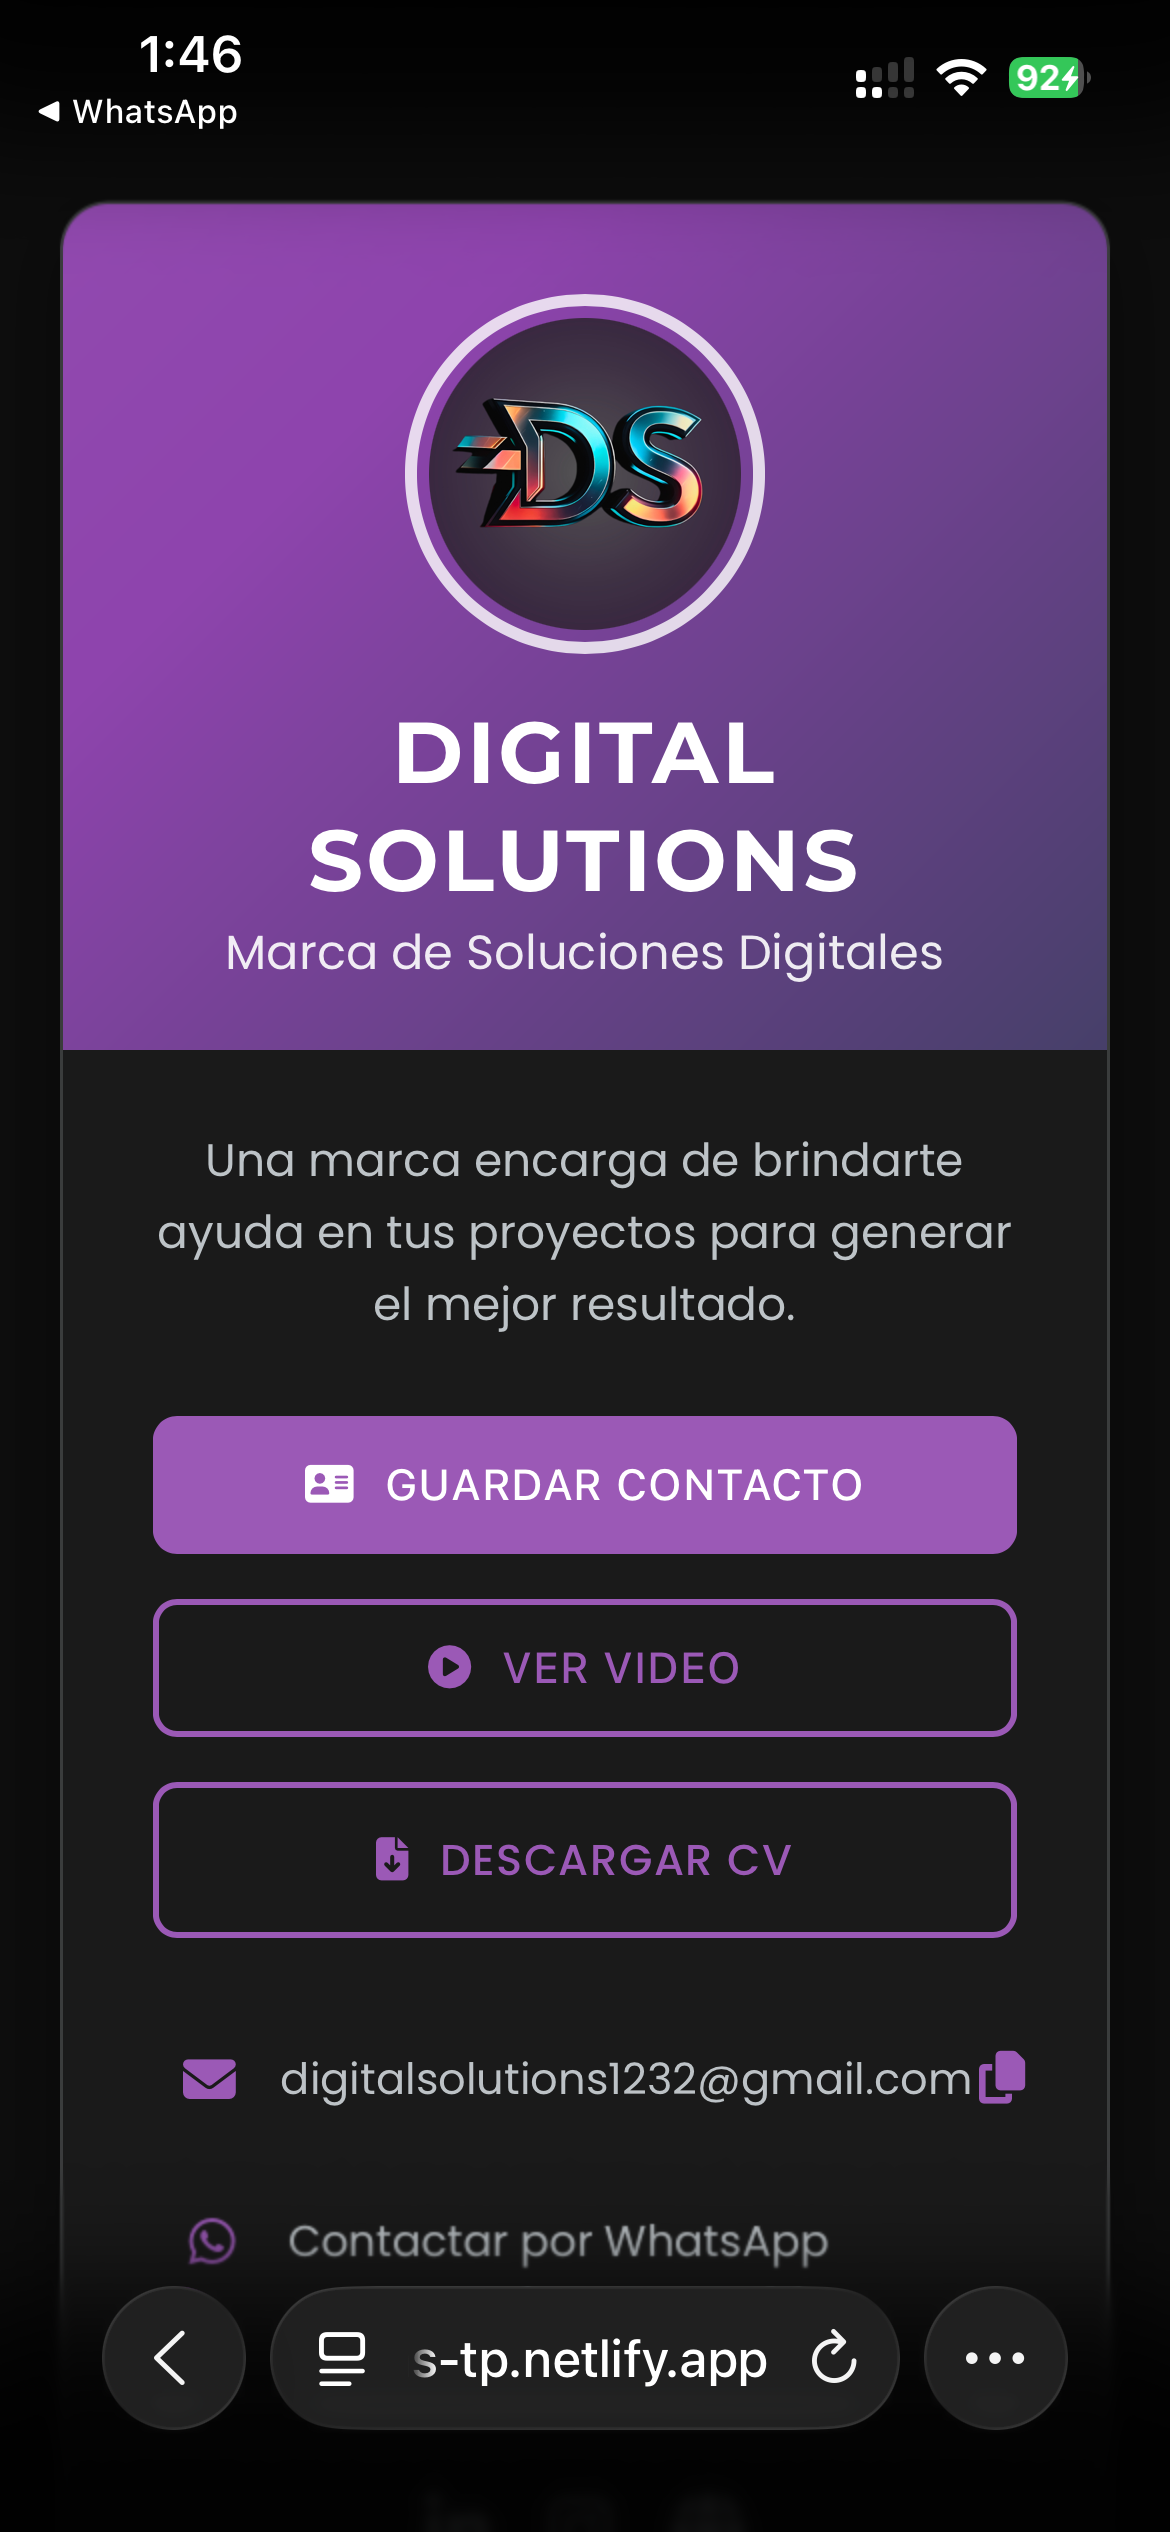 1:46
92
WhatsApp
DS
DIGITAL
SOLUTIONS
Marca de Soluciones Digitales
Una marca encarga de brindarte
ayuda en tus proyectos para generar
el mejor resultado.
GUARDAR CONTACTO
VER VIDEO
DESCARGAR CV
digitalsolutions1232@gmail.com
Contactar por WhatsApp
s-tp.netlify.app